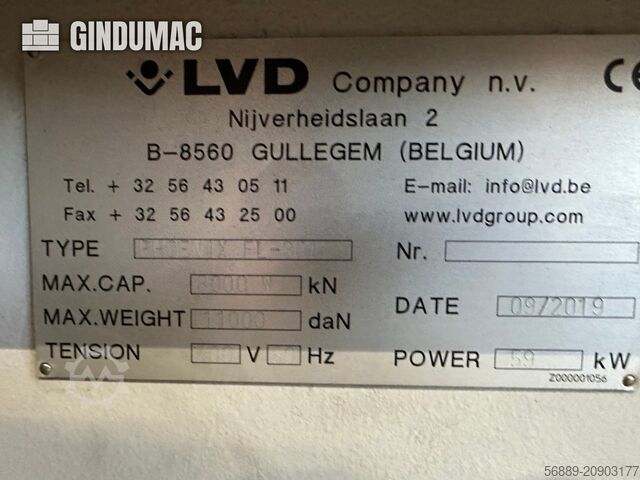 GINDUMAC
LVD Company n.v. CE
Nijverheidslaan 2
B-8560 GULLEGEM (BELGIUM)
Tel. + 32 56 43 05 11 E-mail: info@lvd.be
Fax + 32 56 43 25 00 www.lvdgroup.com
TYPE Nr.
MAX.CAP. kN
MAX.WEIGHT 11000 daN DATE 09/2019
TENSION V Hz POWER 59 kW
Z000001056
56889-20903177